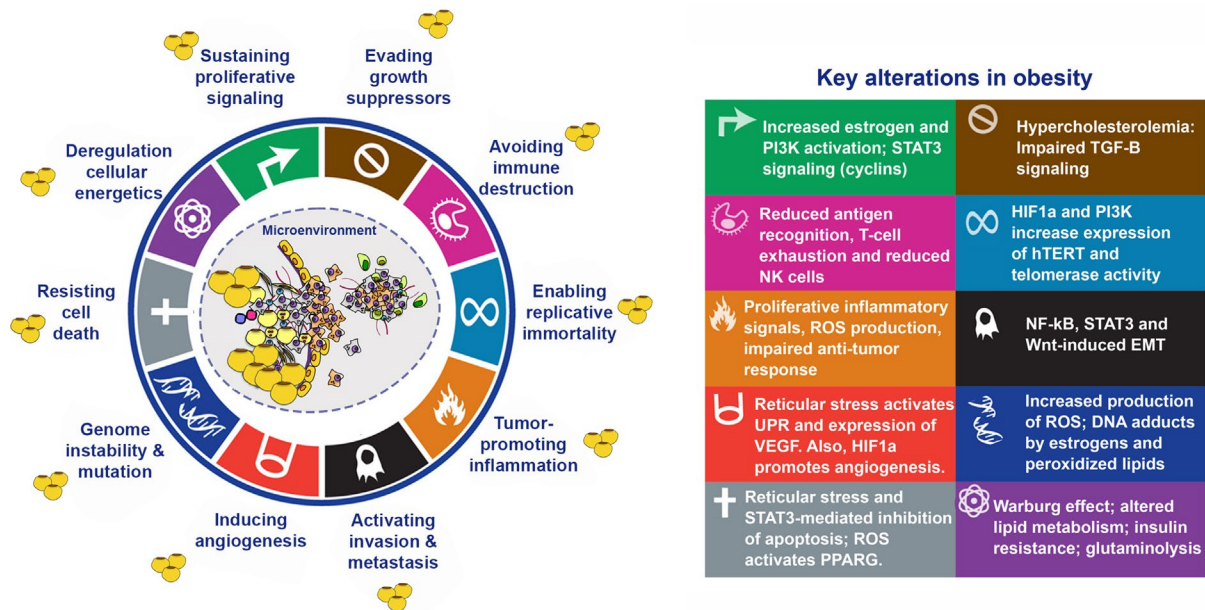 Sustaining
proliferative
signaling
Evading
growth
suppressors
Deregulation
cellular
energetics
Avoiding
immune
destruction
Microenvironment
Resisting
cell
death
Enabling
replicative
immortality
Genome
instability &
mutation
Tumor-
promoting
inflammation
Inducing
angiogenesis
Activating
invasion &
metastasis
Key alterations in obesity
Increased estrogen and
PI3K activation; STAT3
signaling (cyclins)
Hypercholesterolemia:
Impaired TGF-B
signaling
Reduced antigen
recognition, T-cell
exhaustion and reduced
NK cells
HIF1a and PI3K
increase expression
of hTERT and
telomerase activity
Proliferative inflammatory
signals, ROS production,
impaired anti-tumor
response
NF-kB, STAT3 and
Wnt-induced EMT
Reticular stress activates
UPR and expression of
VEGF. Also, HIF1a
promotes angiogenesis.
Increased production
of ROS; DNA adducts
by estrogens and
peroxidized lipids
Reticular stress and
STAT3-mediated inhibition
of apoptosis; ROS
activates PPARG.
Warburg effect; altered
lipid metabolism; insulin
resistance; glutaminolysis